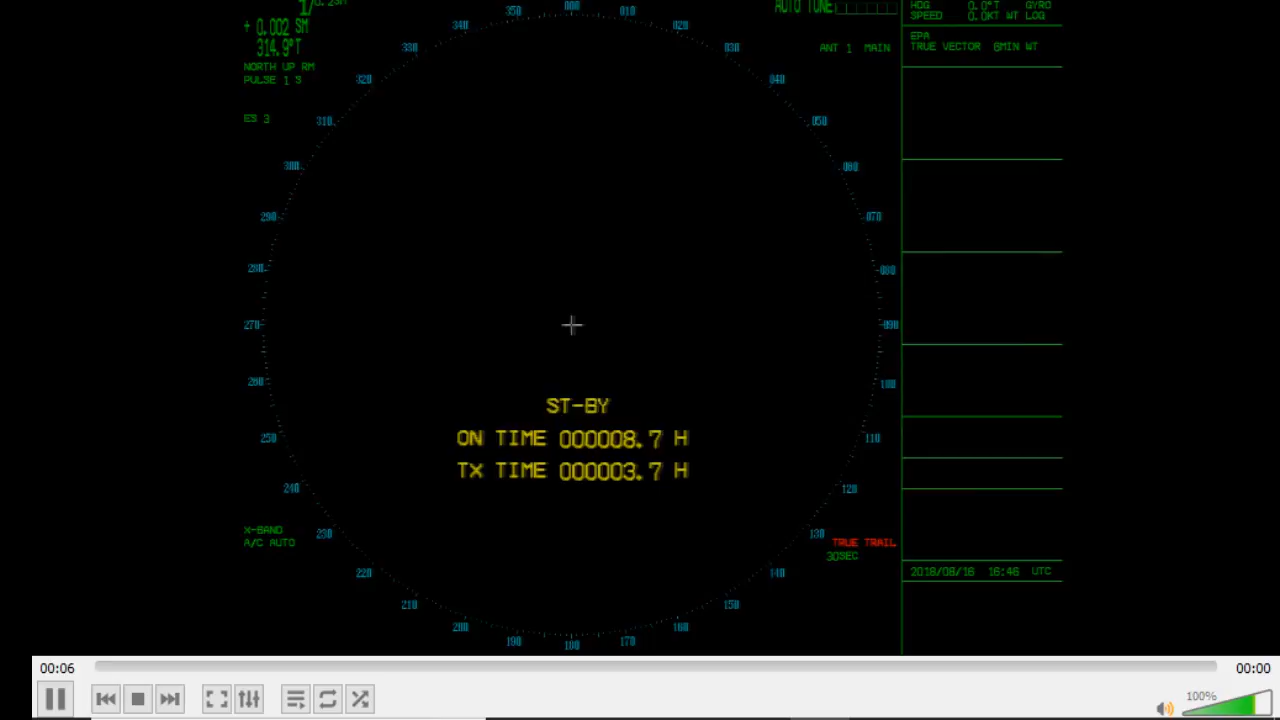 + 0.002 SM
314.9°T
NORTH UP RM
PULSE 1 S
ES 3
AUTO TUNE
ANT 1 MAIN
HDG 0.0°T GYRO
SPEED 0.0KT WT LOG
EPA
TRUE VECTOR 6MIN WT
350
000
010
340
020
330
030
320
040
310
050
300
060
290
070
280
080
270
090
260
100
250
110
240
120
230
130
220
140
210
150
200
160
190
170
180
ST-BY
ON TIME 000008.7 H
Tx TIME 000003.7 H
X-BAND
A/C AUTO
TRUE TRAIL
30SEC
2018/08/16 16:46 UTC
00:06
00:00
100%